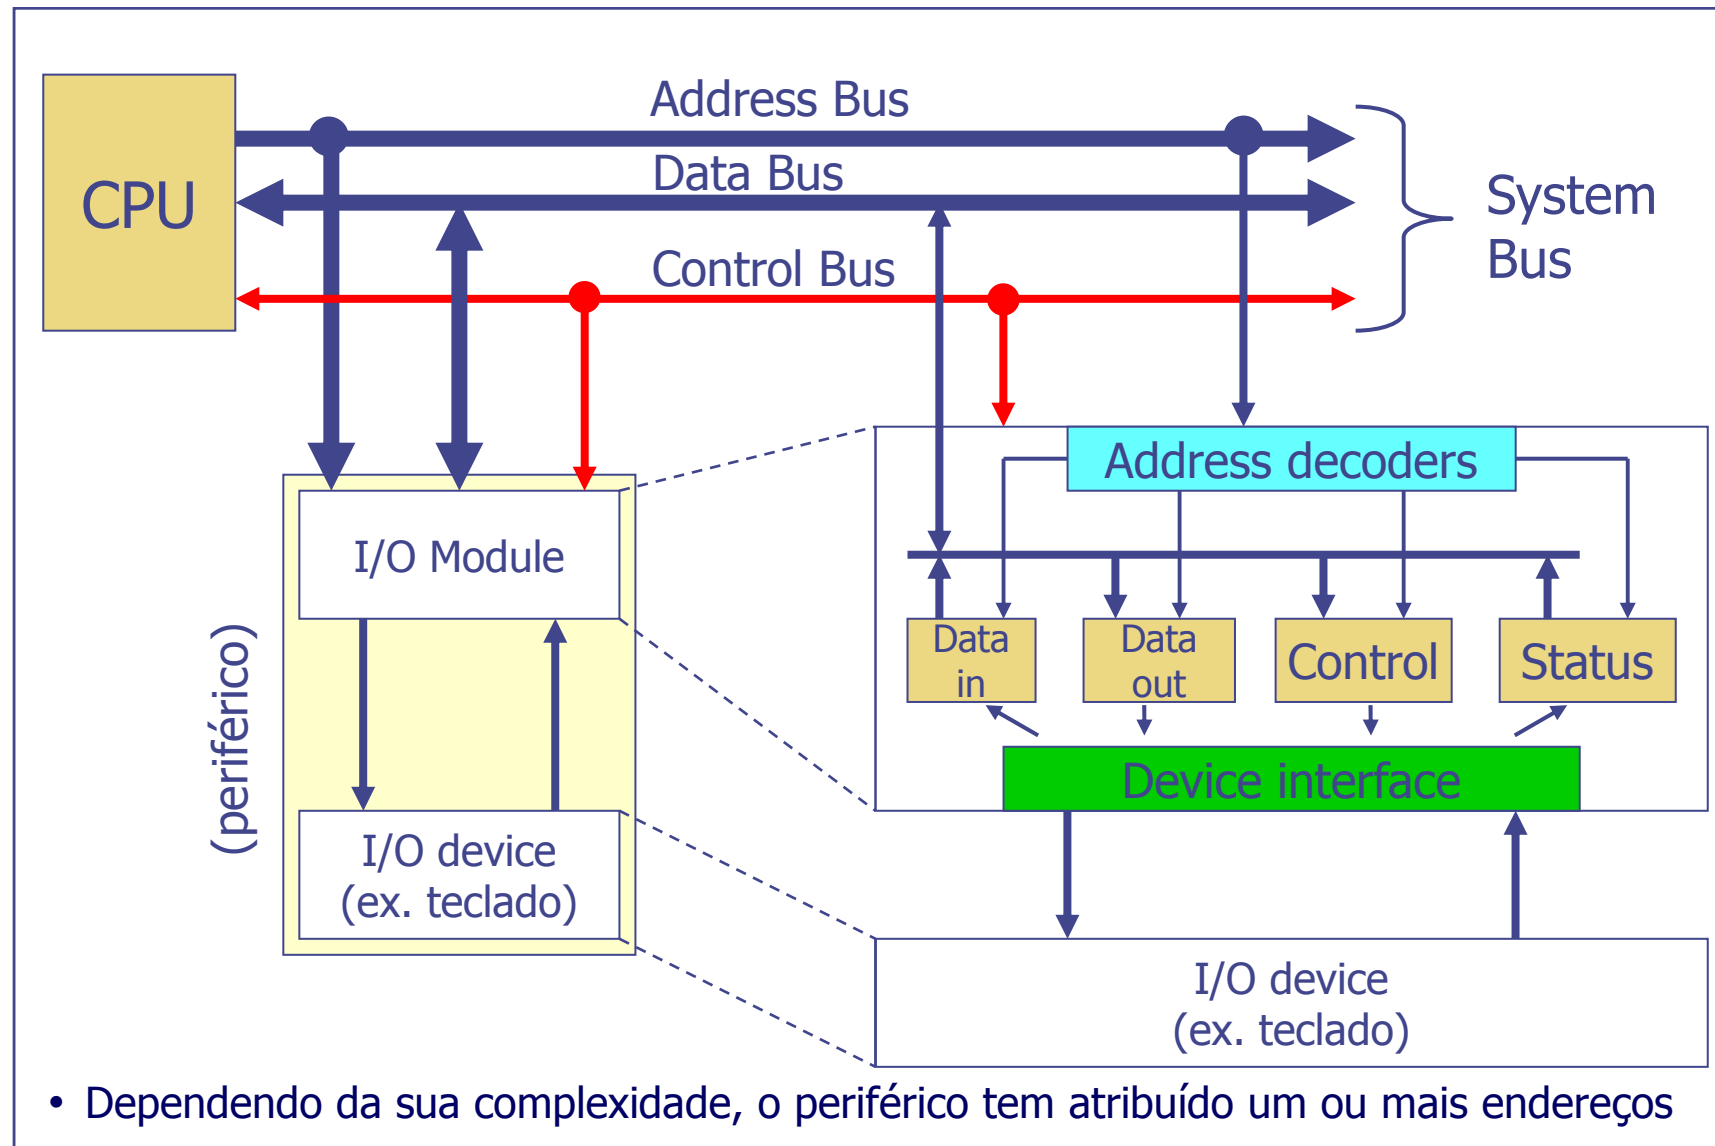 Address Bus
CPU
Data Bus
System
Bus
Control Bus
Address decoders
I/O Module
Data
in
Data
out
Control
Status
(periférico)
Device interface
I/O device
(ex. teclado)
I/O device
(ex. teclado)
• Dependendo da sua complexidade, o periférico tem atribuído um ou mais endereços